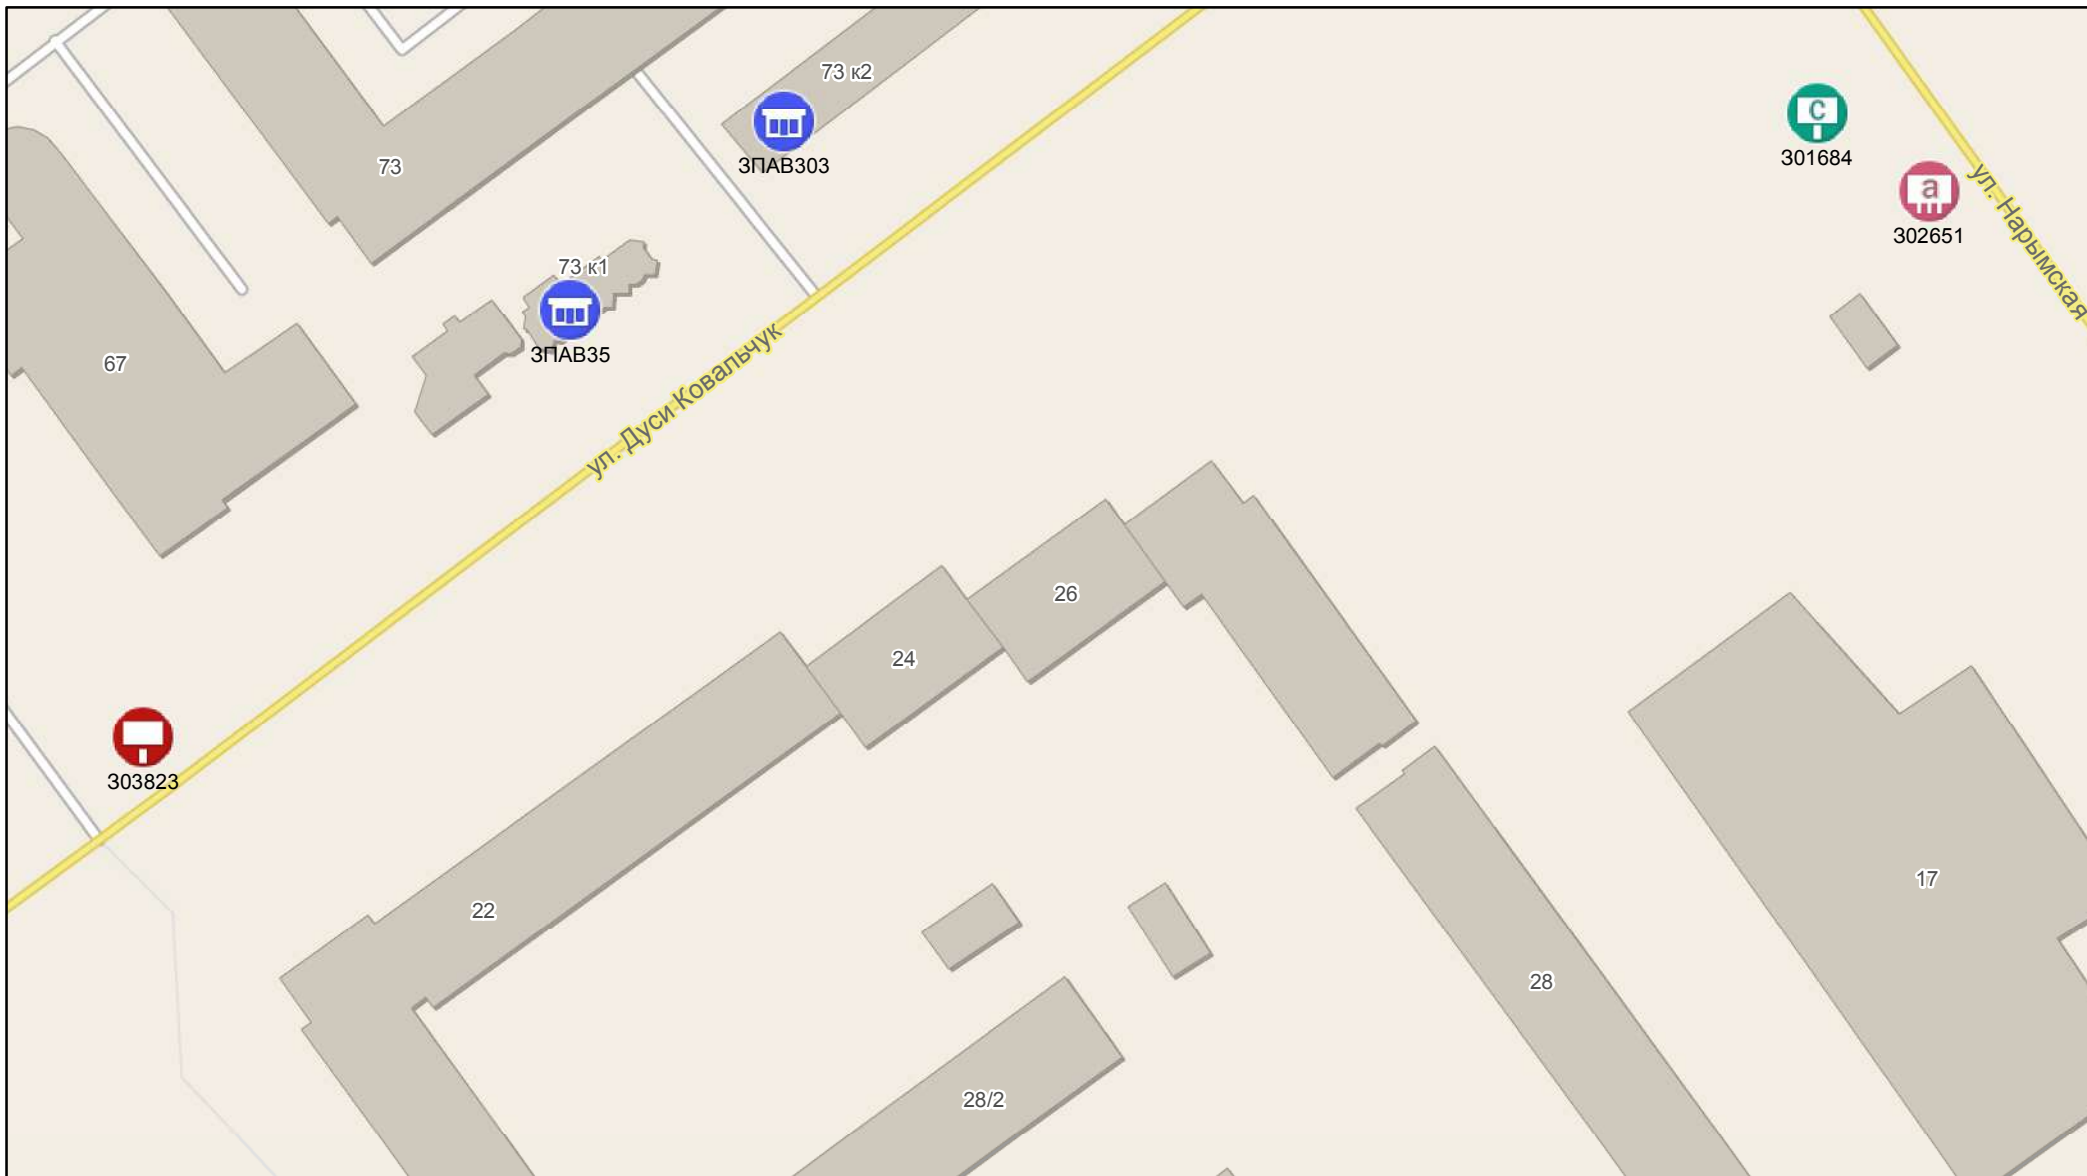 73 к2
ЗПАВ303
с
301684
73
а
302651
ул. Нарымская
73 к1
ЗПАВ35
67
ул. Дуси Ковальчук
26
24
303823
22
17
28
28/2